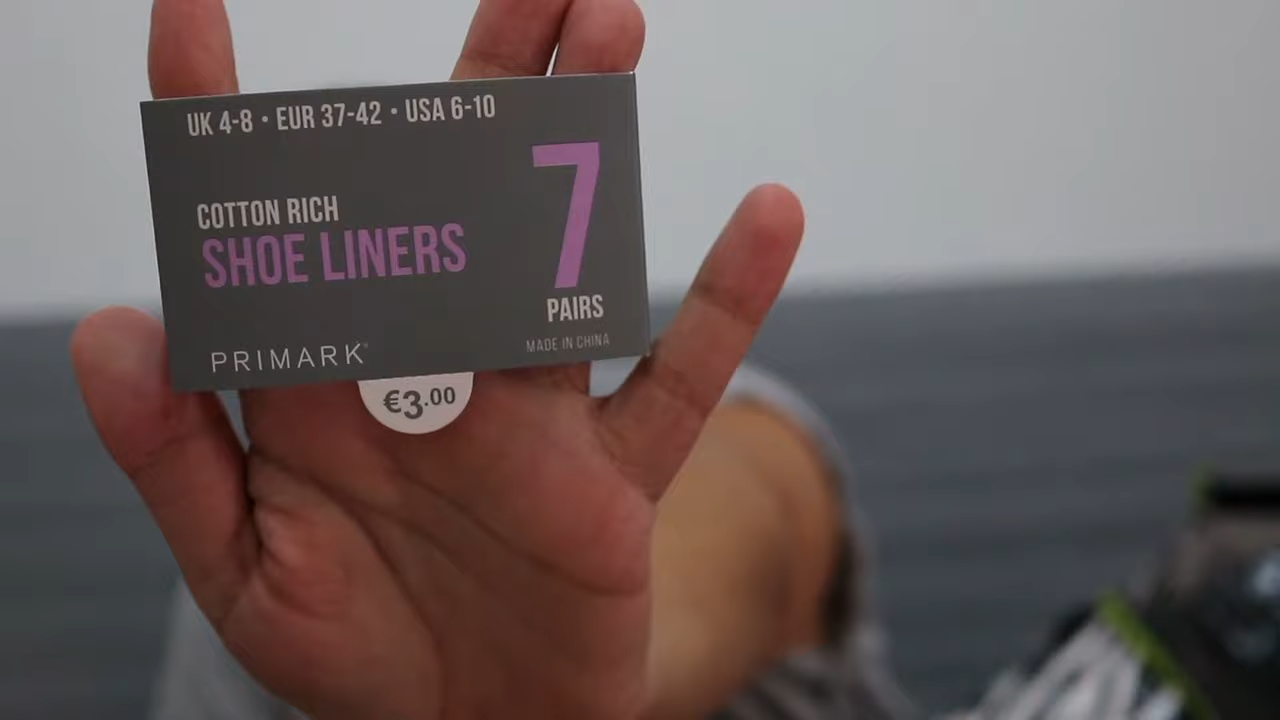 UK 4-8 • EUR 37-42 • USA 6-10
COTTON RICH
SHOE LINERS
7
PAIRS
MADE IN CHINA
PRIMARK®
€3.00